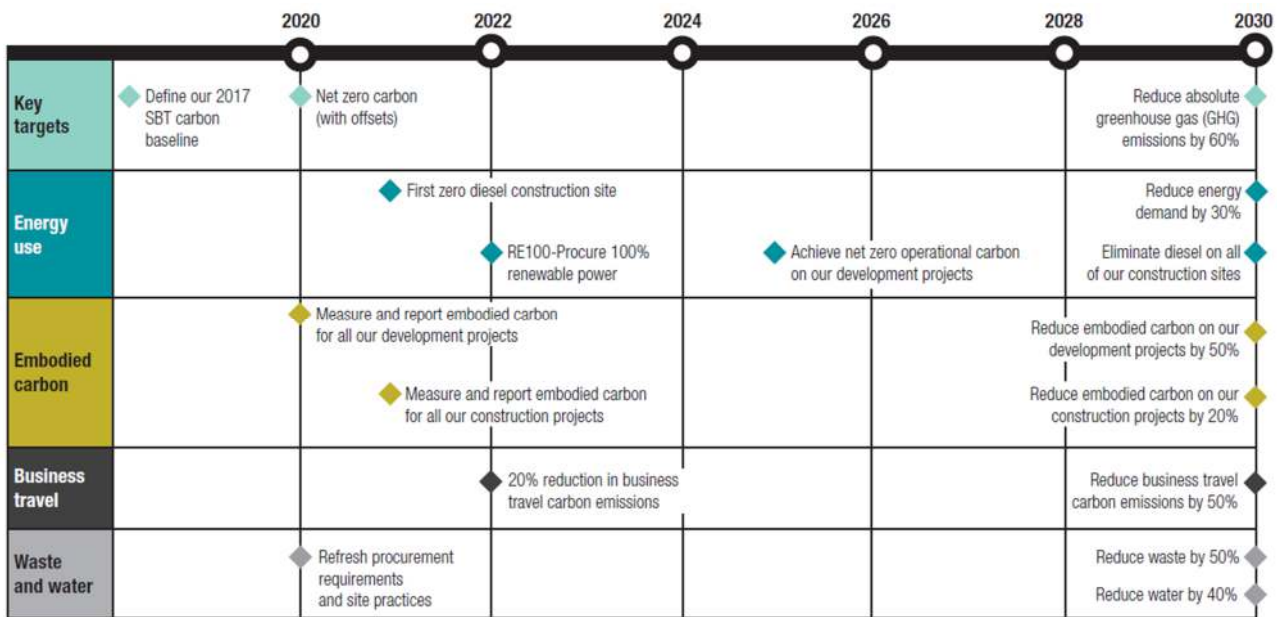 2020 2022 2024 2026 2028 2030
Key
targets
Define our 2017
SBT carbon
baseline
Net zero carbon
(with offsets)
Reduce absolute
greenhouse gas (GHG)
emissions by 60%
Energy
use
First zero diesel construction site
Reduce energy
demand by 30%
RE100-Procure 100%
renewable power
Achieve net zero operational carbon
on our development projects
Eliminate diesel on all
of our construction sites
Embodied
carbon
Measure and report embodied carbon
for all our development projects
Reduce embodied carbon on our
development projects by 50%
Measure and report embodied carbon
for all our construction projects
Reduce embodied carbon on our
construction projects by 20%
Business
travel
20% reduction in business
travel carbon emissions
Reduce business travel
carbon emissions by 50%
Waste
and water
Refresh procurement
requirements
and site practices
Reduce waste by 50%
Reduce water by 40%